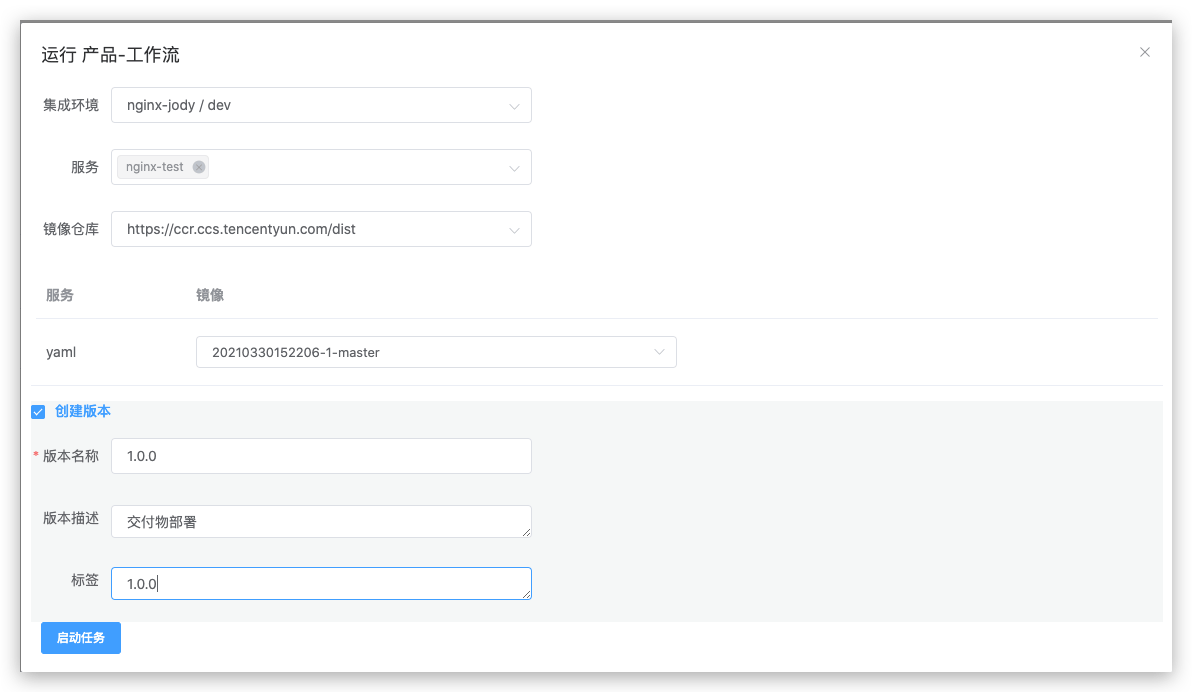 运行 产品-工作流
集成环境 nginx-jody / dev
服务 nginx-test
镜像仓库 https://ccr.ccs.tencentyun.com/dist
服务 镜像
yaml 20210330152206-1-master
创建版本
* 版本名称 1.0.0
版本描述 交付物部署
标签 1.0.0
启动任务